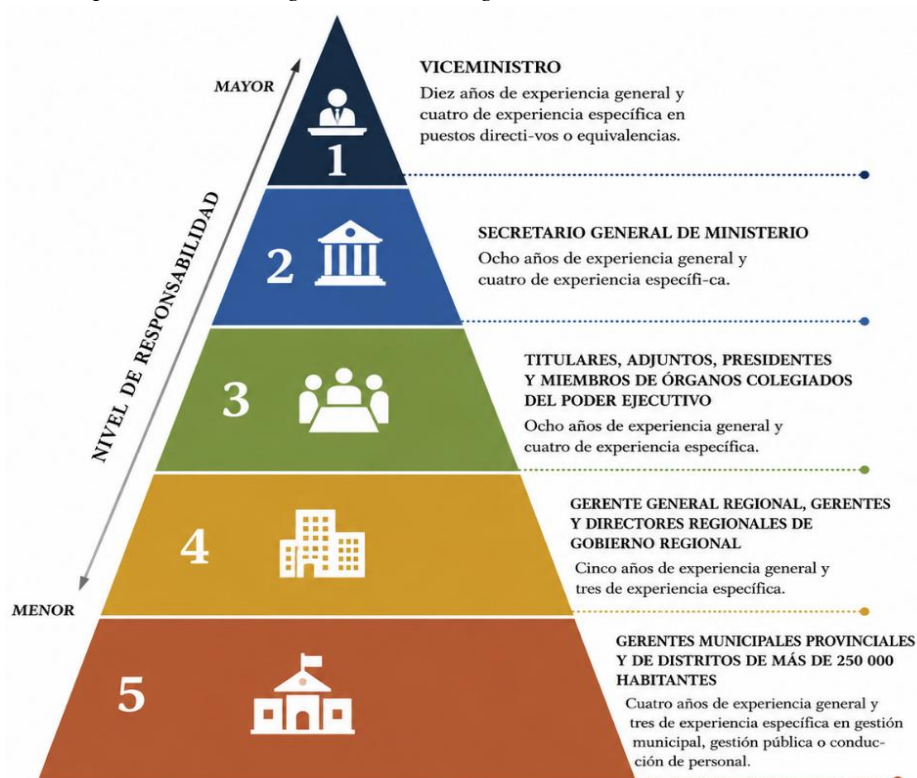 MAYOR
NIVEL DE RESPONSABILIDAD
MENOR
1
VICEMINISTRO
Diez años de experiencia general y
cuatro de experiencia específica en
puestos directi-vos o equivalencias.
2
SECRETARIO GENERAL DE MINISTERIO
Ocho años de experiencia general y
cuatro de experiencia específi-ca.
3
TITULARES, ADJUNTOS, PRESIDENTES
Y MIEMBROS DE ÓRGANOS COLEGIADOS
DEL PODER EJECUTIVO
Ocho años de experiencia general y
cuatro de experiencia específica.
4
GERENTE GENERAL REGIONAL, GERENTES
Y DIRECTORES REGIONALES DE
GOBIERNO REGIONAL
Cinco años de experiencia general y
tres de experiencia específica.
5
GERENTES MUNICIPALES PROVINCIALES
Y DE DISTRITOS DE MÁS DE 250 000
HABITANTES
Cuatro años de experiencia general y
tres de experiencia específica en gestión
municipal, gestión pública o conduc-
ción de personal.